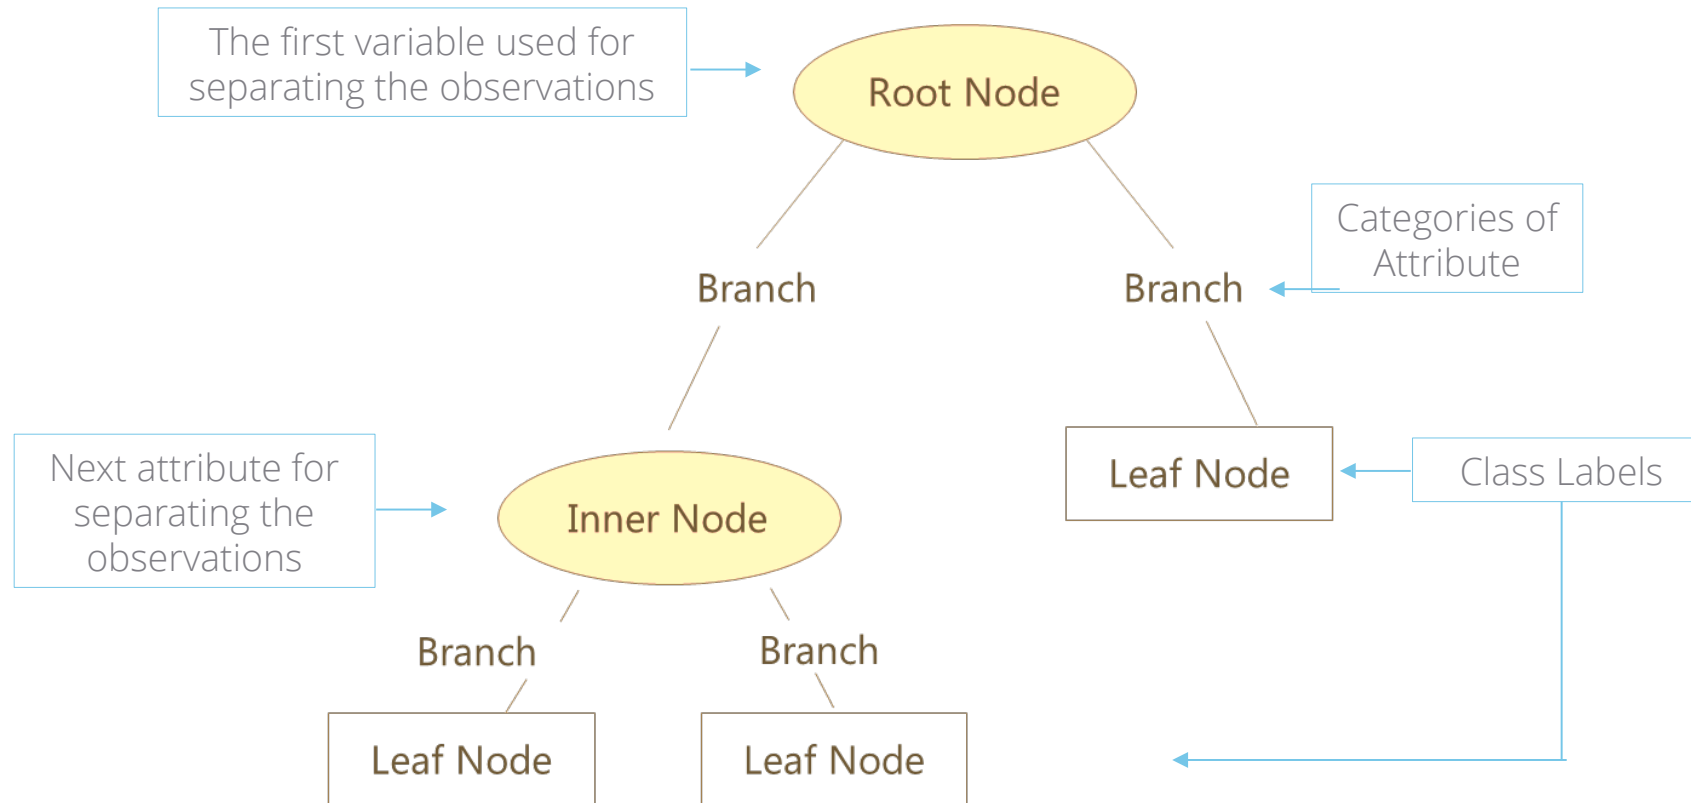 The first variable used for
separating the observations
Root Node
Categories of
Attribute
Branch
Branch
Next attribute for
separating the
observations
Inner Node
Leaf Node
Class Labels
Branch
Branch
Leaf Node
Leaf Node